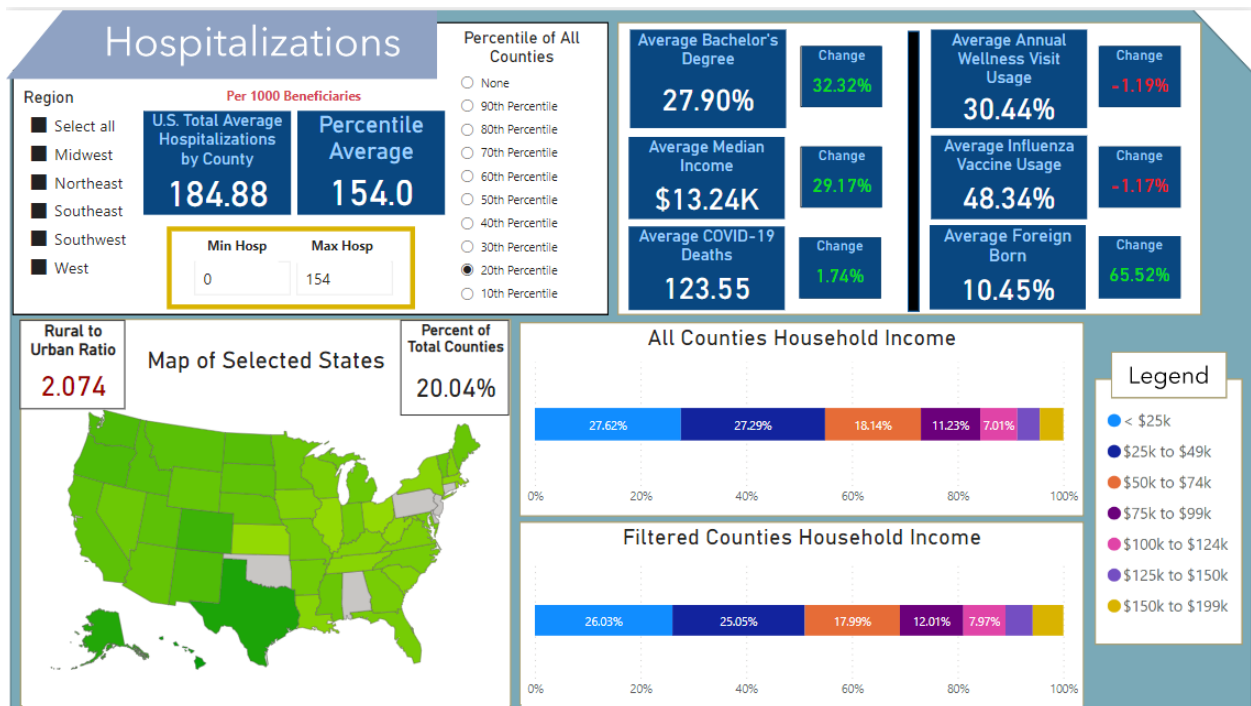 Hospitalizations
Region
Select all
Midwest
Northeast
Southeast
Southwest
West
Per 1000 Beneficiaries
U.S. Total Average
Hospitalizations
by County
184.88
Percentile
Average
154.0
Min Hosp
Max Hosp
0
154
Percentile of All
Counties
None
90th Percentile
80th Percentile
70th Percentile
60th Percentile
50th Percentile
40th Percentile
30th Percentile
20th Percentile
10th Percentile
Average Bachelor's
Degree
27.90%
Change
32.32%
Average Median
Income
$13.24K
Change
29.17%
Average COVID-19
Deaths
123.55
Change
1.74%
Average Annual
Wellness Visit
Usage
30.44%
Change
-1.19%
Average Influenza
Vaccine Usage
48.34%
Change
-1.17%
Average Foreign
Born
10.45%
Change
65.52%
Rural to
Urban Ratio
2.074
Map of Selected States
Percent of
Total Counties
20.04%
All Counties Household Income
27.62%
27.29%
18.14%
11.23%
7.01%
0%
20%
40%
60%
80%
100%
Filtered Counties Household Income
26.03%
25.05%
17.99%
12.01%
7.97%
0%
20%
40%
60%
80%
100%
Legend
< $25k
$25k to $49k
$50k to $74k
$75k to $99k
$100k to $124k
$125k to $150k
$150k to $199k